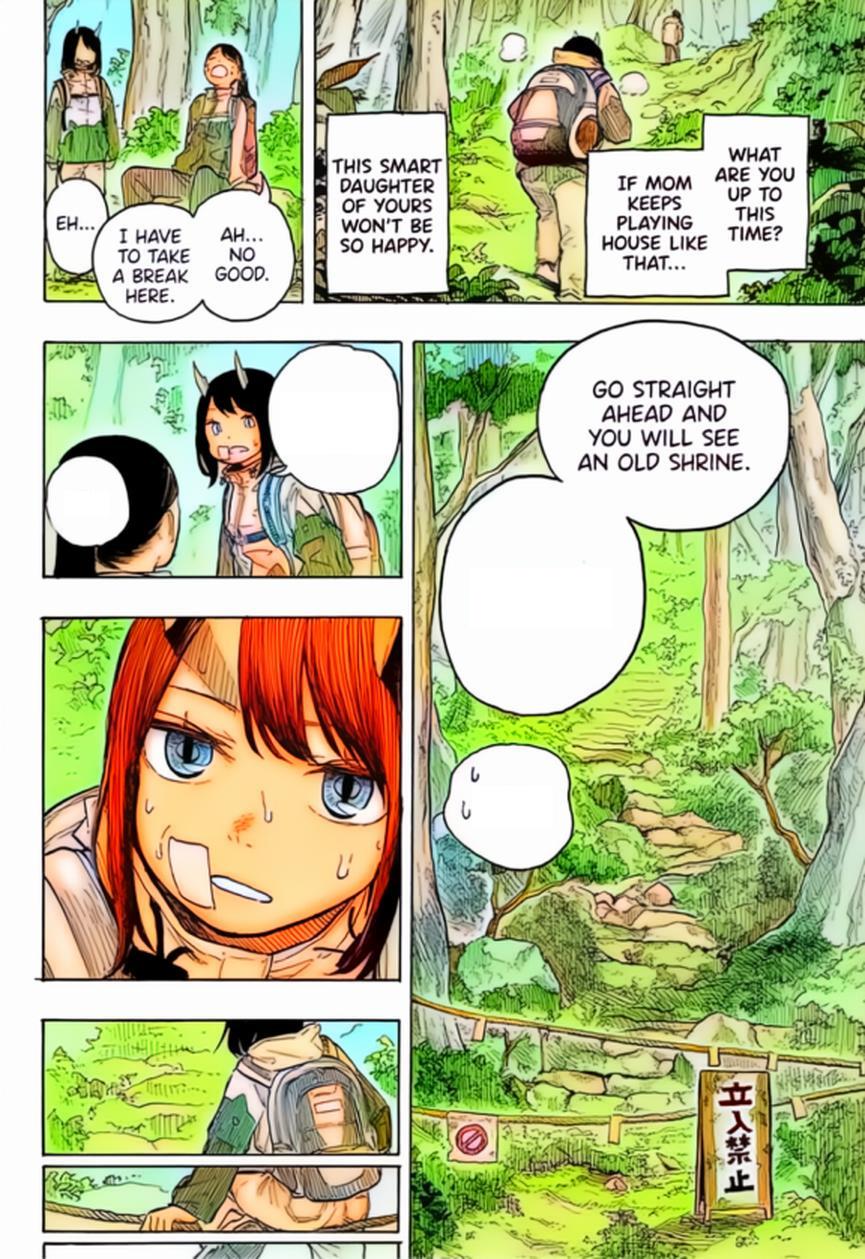 WHAT
ARE YOU
UP TO
THIS
TIME?
IF MOM
KEEPS
PLAYING
HOUSE LIKE
THAT...
THIS SMART
DAUGHTER
OF YOURS
WON'T BE
SO HAPPY.
AH...
NO
GOOD.
I HAVE
TO TAKE
A BREAK
HERE.
EH...
GO STRAIGHT
AHEAD AND
YOU WILL SEE
AN OLD SHRINE.
立入禁止